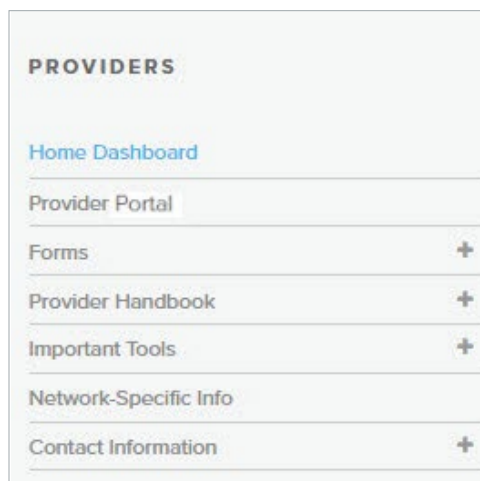 PROVIDERS
Home Dashboard
Provider Portal
Forms +
Provider Handbook +
Important Tools +
Network-Specific Info
Contact Information +